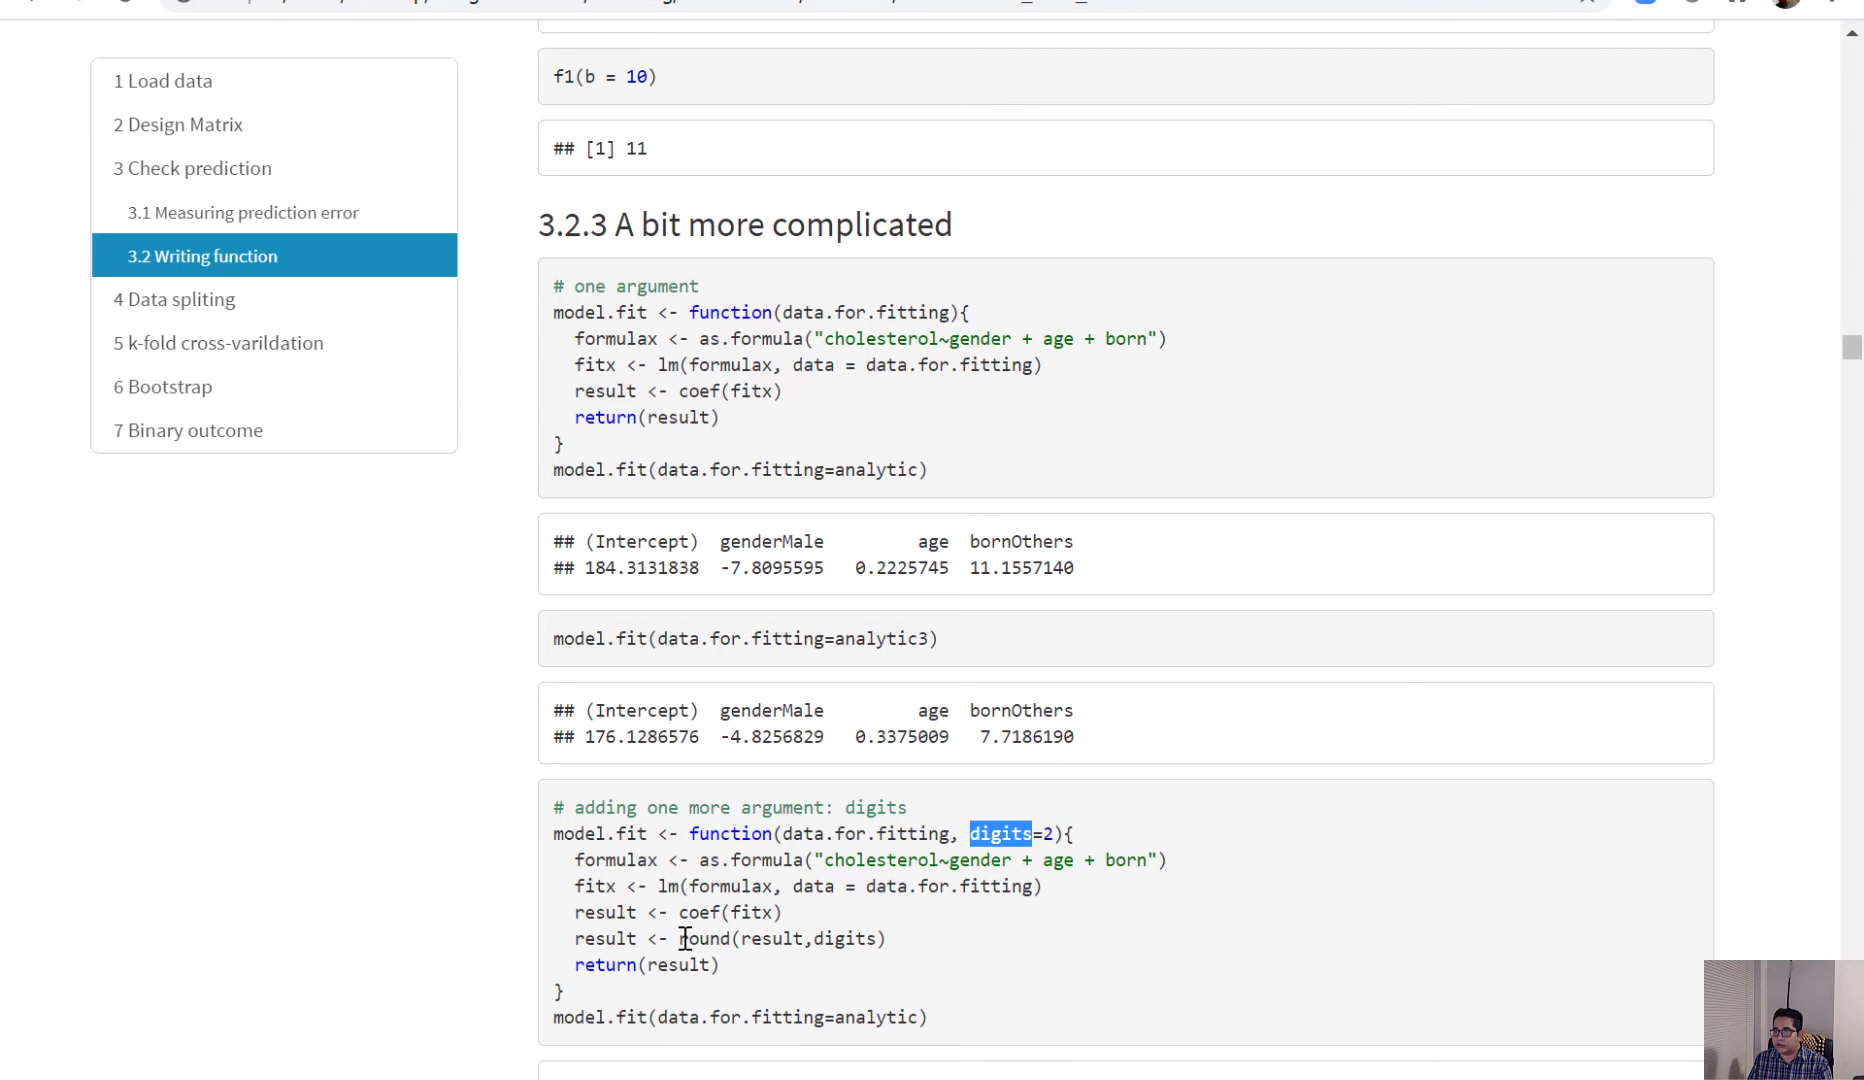 1 Load data
2 Design Matrix
3 Check prediction
3.1 Measuring prediction error
3.2 Writing function
4 Data spliting
5 k-fold cross-varildation
6 Bootstrap
7 Binary outcome
f1(b = 10)
## [1] 11
3.2.3 A bit more complicated
# one argument
model.fit <- function(data.for.fitting){
  formulax <- as.formula("cholesterol~gender + age + born")
  fitx <- lm(formulax, data = data.for.fitting)
  result <- coef(fitx)
  return(result)
}
model.fit(data.for.fitting=analytic)
## (Intercept)  genderMale         age  bornOthers
## 184.3131838  -7.8095595   0.2225745  11.1557140
model.fit(data.for.fitting=analytic3)
## (Intercept)  genderMale         age  bornOthers
## 176.1286576  -4.8256829   0.3375009   7.7186190
# adding one more argument: digits
model.fit <- function(data.for.fitting, digits=2){
  formulax <- as.formula("cholesterol~gender + age + born")
  fitx <- lm(formulax, data = data.for.fitting)
  result <- coef(fitx)
  result <- round(result,digits)
  return(result)
}
model.fit(data.for.fitting=analytic)